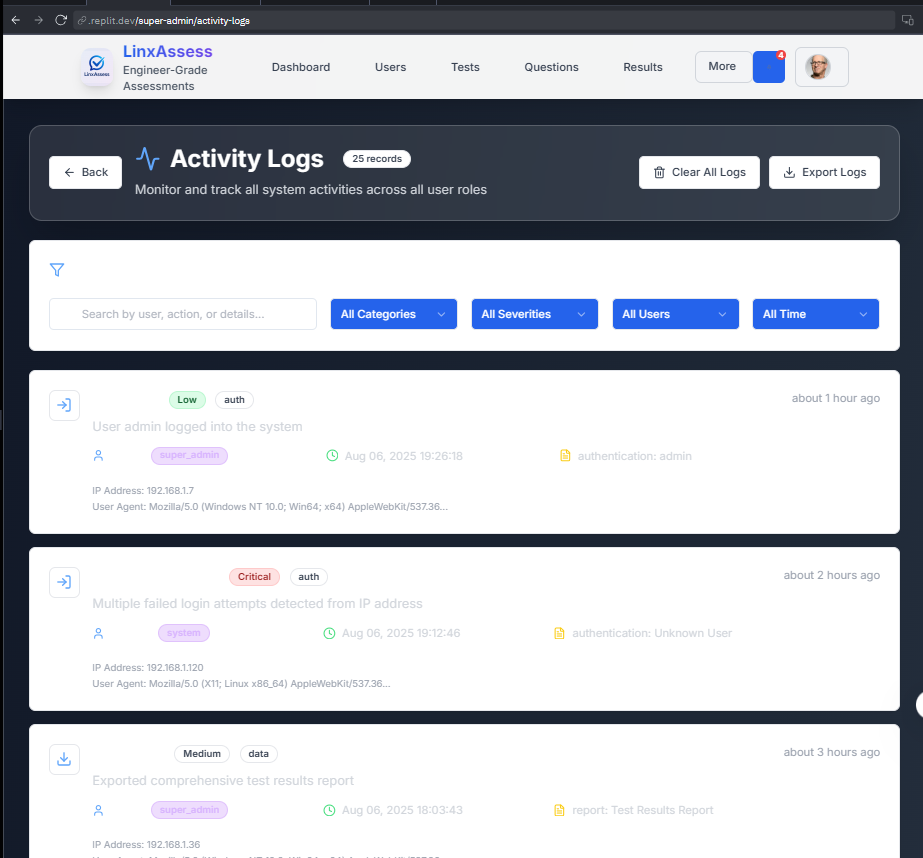 .replit.dev/super-admin/activity-logs
LinxAssess
Engineer-Grade
Assessments
LinxAssess
Dashboard
Users
Tests
Questions
Results
More
4
Back
Activity Logs
25 records
Monitor and track all system activities across all user roles
Clear All Logs
Export Logs
Search by user, action, or details...
All Categories
All Severities
All Users
All Time
Low
auth
about 1 hour ago
User admin logged into the system
super_admin
Aug 06, 2025 19:26:18
authentication: admin
IP Address: 192.168.1.7
User Agent: Mozilla/5.0 (Windows NT 10.0; Win64; x64) AppleWebKit/537.36...
Critical
auth
about 2 hours ago
Multiple failed login attempts detected from IP address
system
Aug 06, 2025 19:12:46
authentication: Unknown User
IP Address: 192.168.1.120
User Agent: Mozilla/5.0 (X11; Linux x86_64) AppleWebKit/537.36...
Medium
data
about 3 hours ago
Exported comprehensive test results report
super_admin
Aug 06, 2025 18:03:43
report: Test Results Report
IP Address: 192.168.1.36